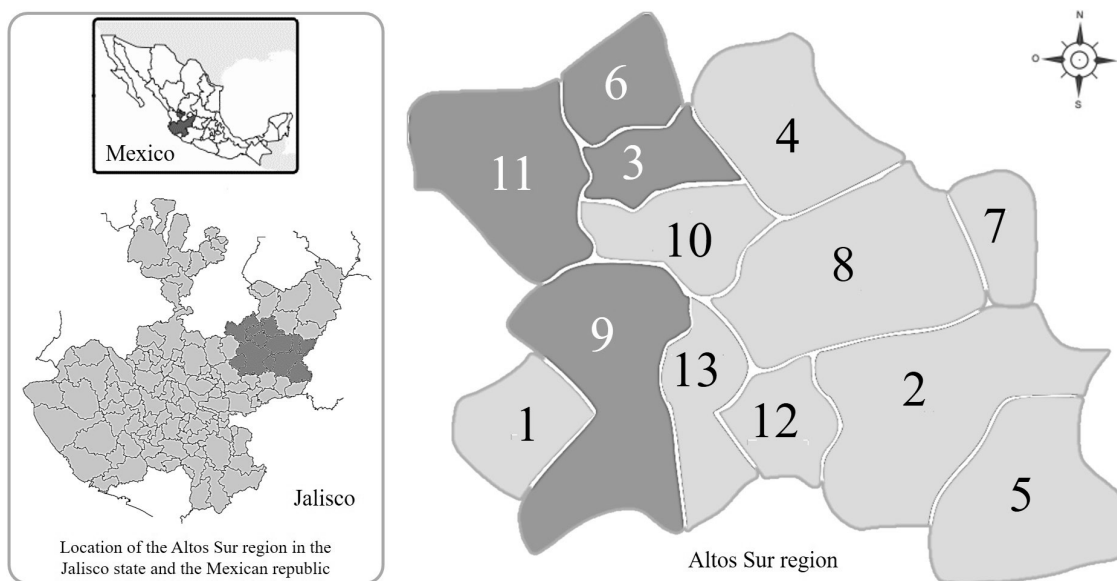 Mexico
Jalisco
Location of the Altos Sur region in the
Jalisco state and the Mexican republic
N
O
E
S
6
4
11
3
7
10
8
9
13
2
1
12
5
Altos Sur region